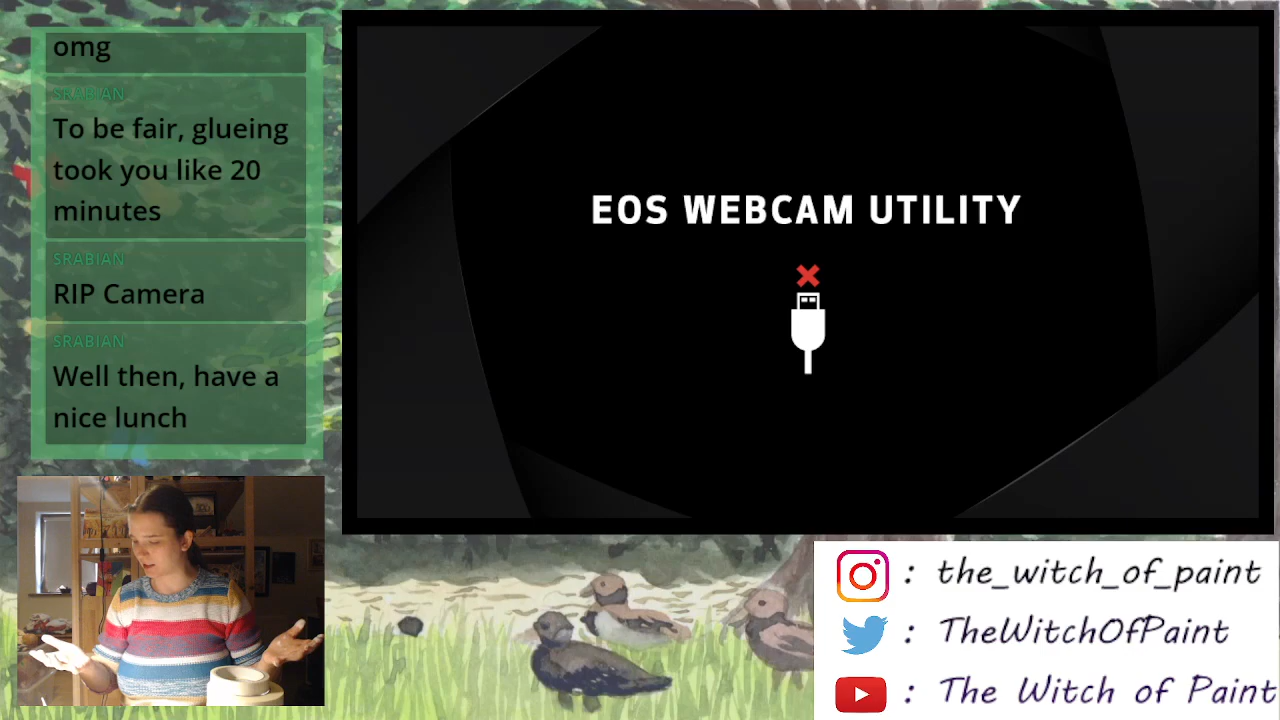 omg
SRABIAN
To be fair, glueing
took you like 20
minutes
SRABIAN
RIP Camera
SRABIAN
Well then, have a
nice lunch
EOS WEBCAM UTILITY
: the_witch_of_paint
: TheWitchOfPaint
: The Witch of Paint